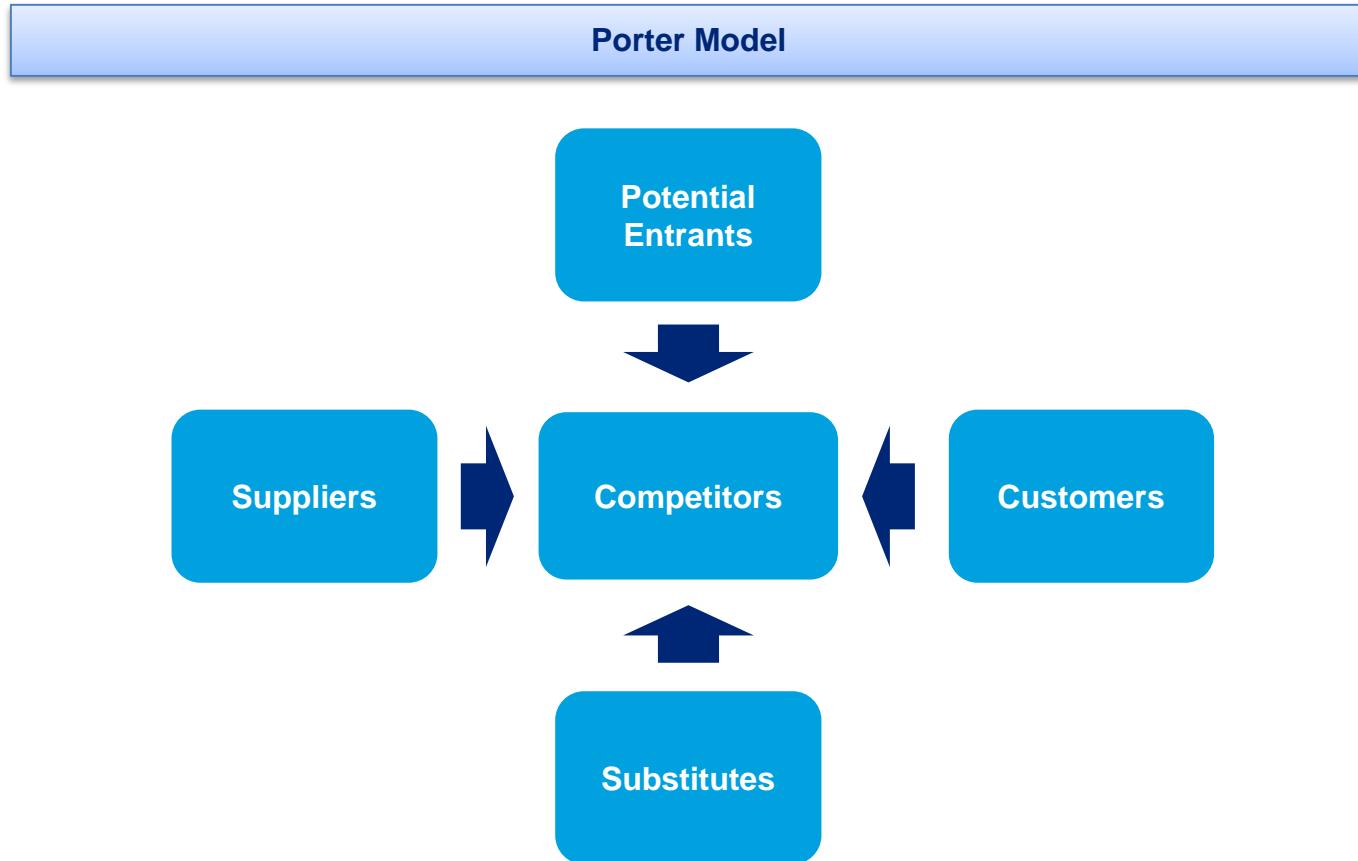 Porter Model
Potential
Entrants
Suppliers
Competitors
Customers
Substitutes